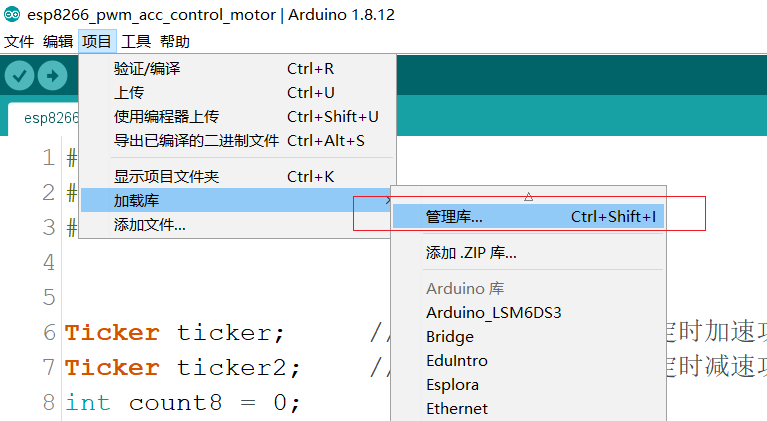 esp8266_pwm_acc_control_motor | Arduino 1.8.12
文件 编辑 项目 工具 帮助
验证/编译 Ctrl+R
上传 Ctrl+U
使用编程器上传 Ctrl+Shift+U
导出已编译的二进制文件 Ctrl+Alt+S
显示项目文件夹 Ctrl+K
加载库
添加文件...
管理库... Ctrl+Shift+I
添加 .ZIP 库...
Arduino 库
Arduino_LSM6DS3
Bridge
EduIntro
Esplora
Ethernet
esp8266
1 #
2 #
3 #
4
5
6 Ticker ticker; // 定时加速
7 Ticker ticker2; // 定时减速
8 int count8 = 0;